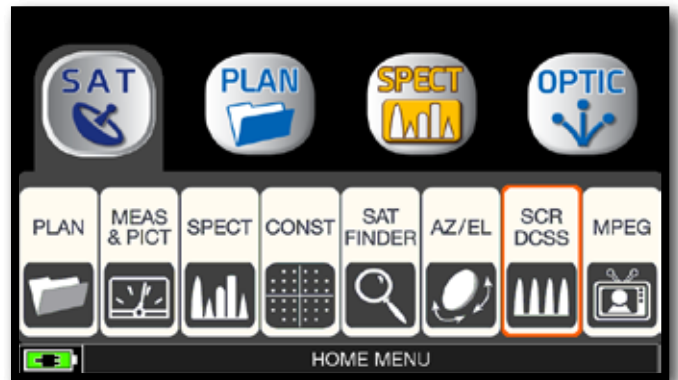 SAT
PLAN
SPECT
OPTIC
PLAN
MEAS
& PICT
SPECT
CONST
SAT
FINDER
AZ/EL
SCR
DCSS
MPEG
HOME MENU